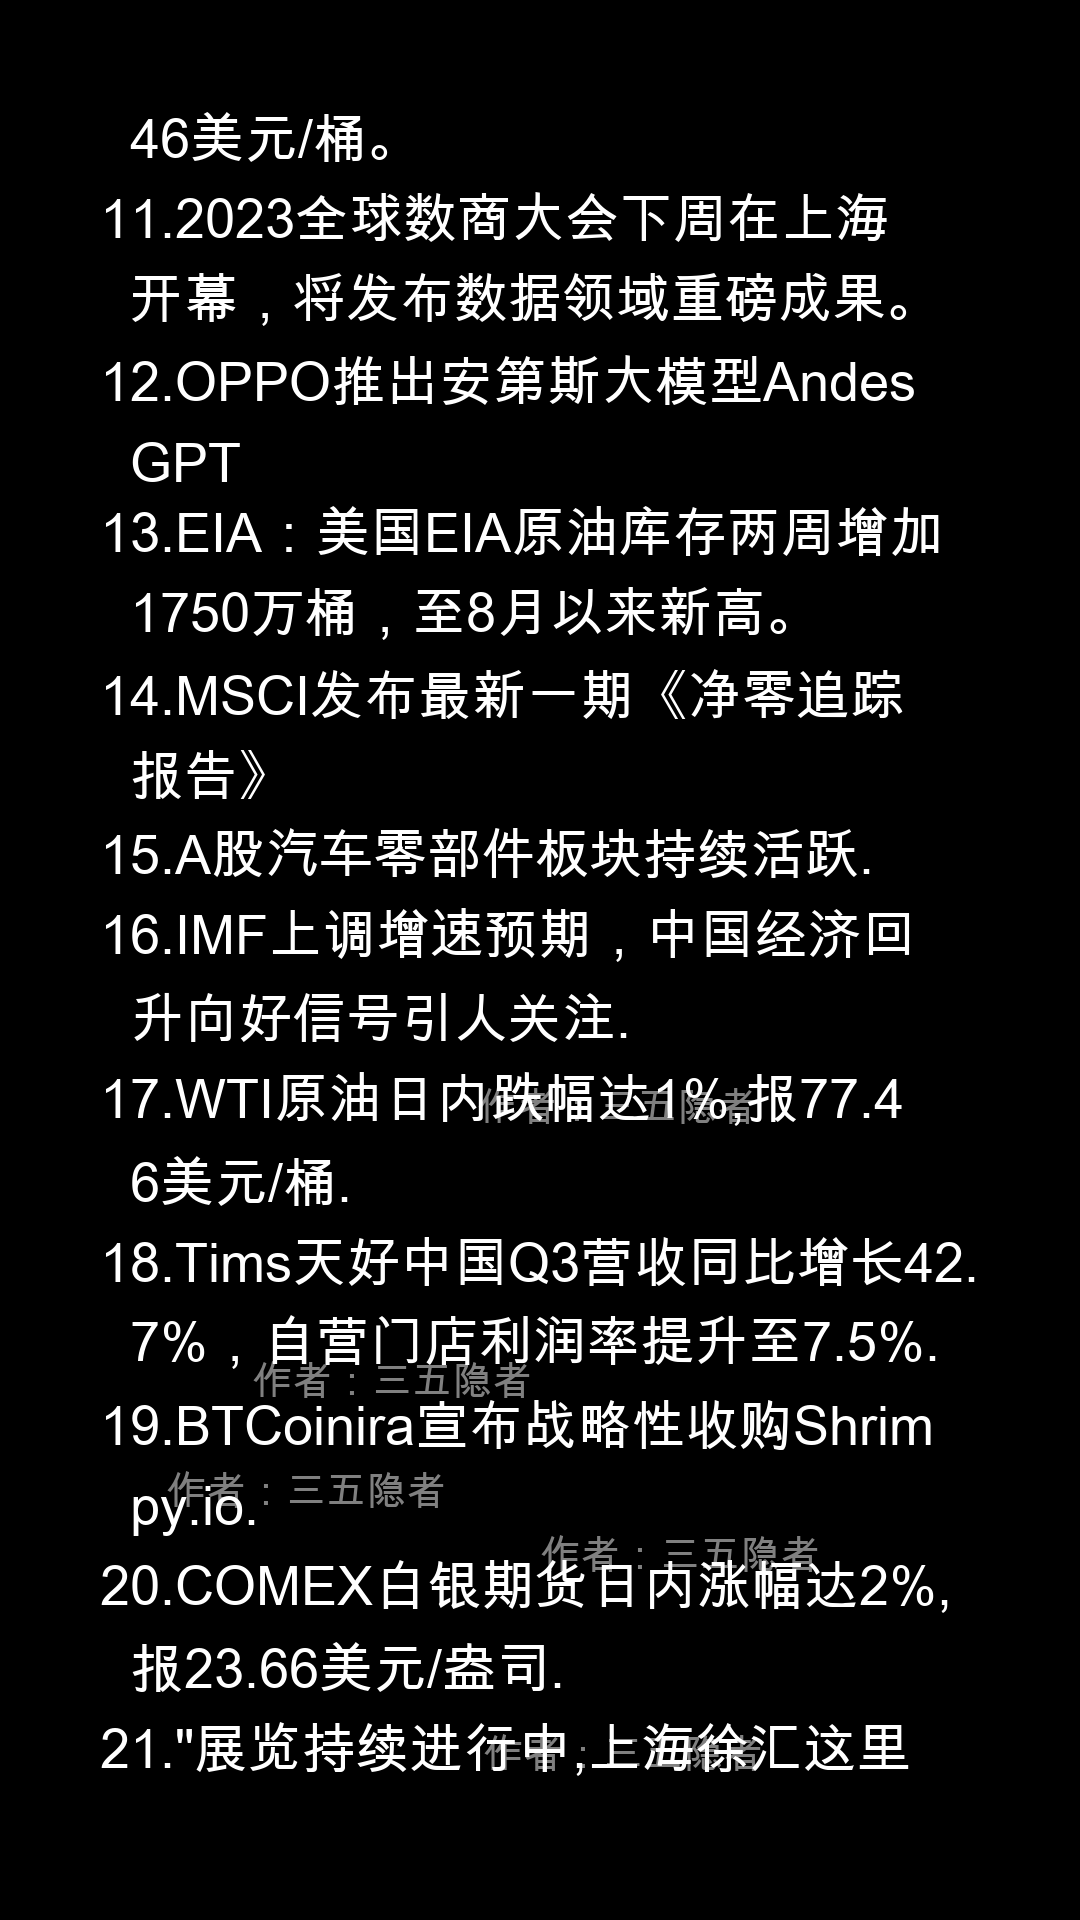 46美元/桶。
11.2023全球数商大会下周在上海
开幕，将发布数据领域重磅成果。
12.OPPO推出安第斯大模型Andes
GPT
13.EIA：美国EIA原油库存两周增加
1750万桶，至8月以来新高。
14.MSCI发布最新一期《净零追踪
报告》
15.A股汽车零部件板块持续活跃.
16.IMF上调增速预期，中国经济回
升向好信号引人关注.
17.WTI原油日内跌幅达1%,报77.4
作者：三五隐者
6美元/桶.
18.Tims天好中国Q3营收同比增长42.
7%，自营门店利润率提升至7.5%.
作者：三五隐者
19.BTCoinira宣布战略性收购Shrim
作者：三五隐者
py.io.
作者：三五隐者
20.COMEX白银期货日内涨幅达2%,
报23.66美元/盎司.
21."展览持续进行中,上海徐汇这里
作者：三五隐者